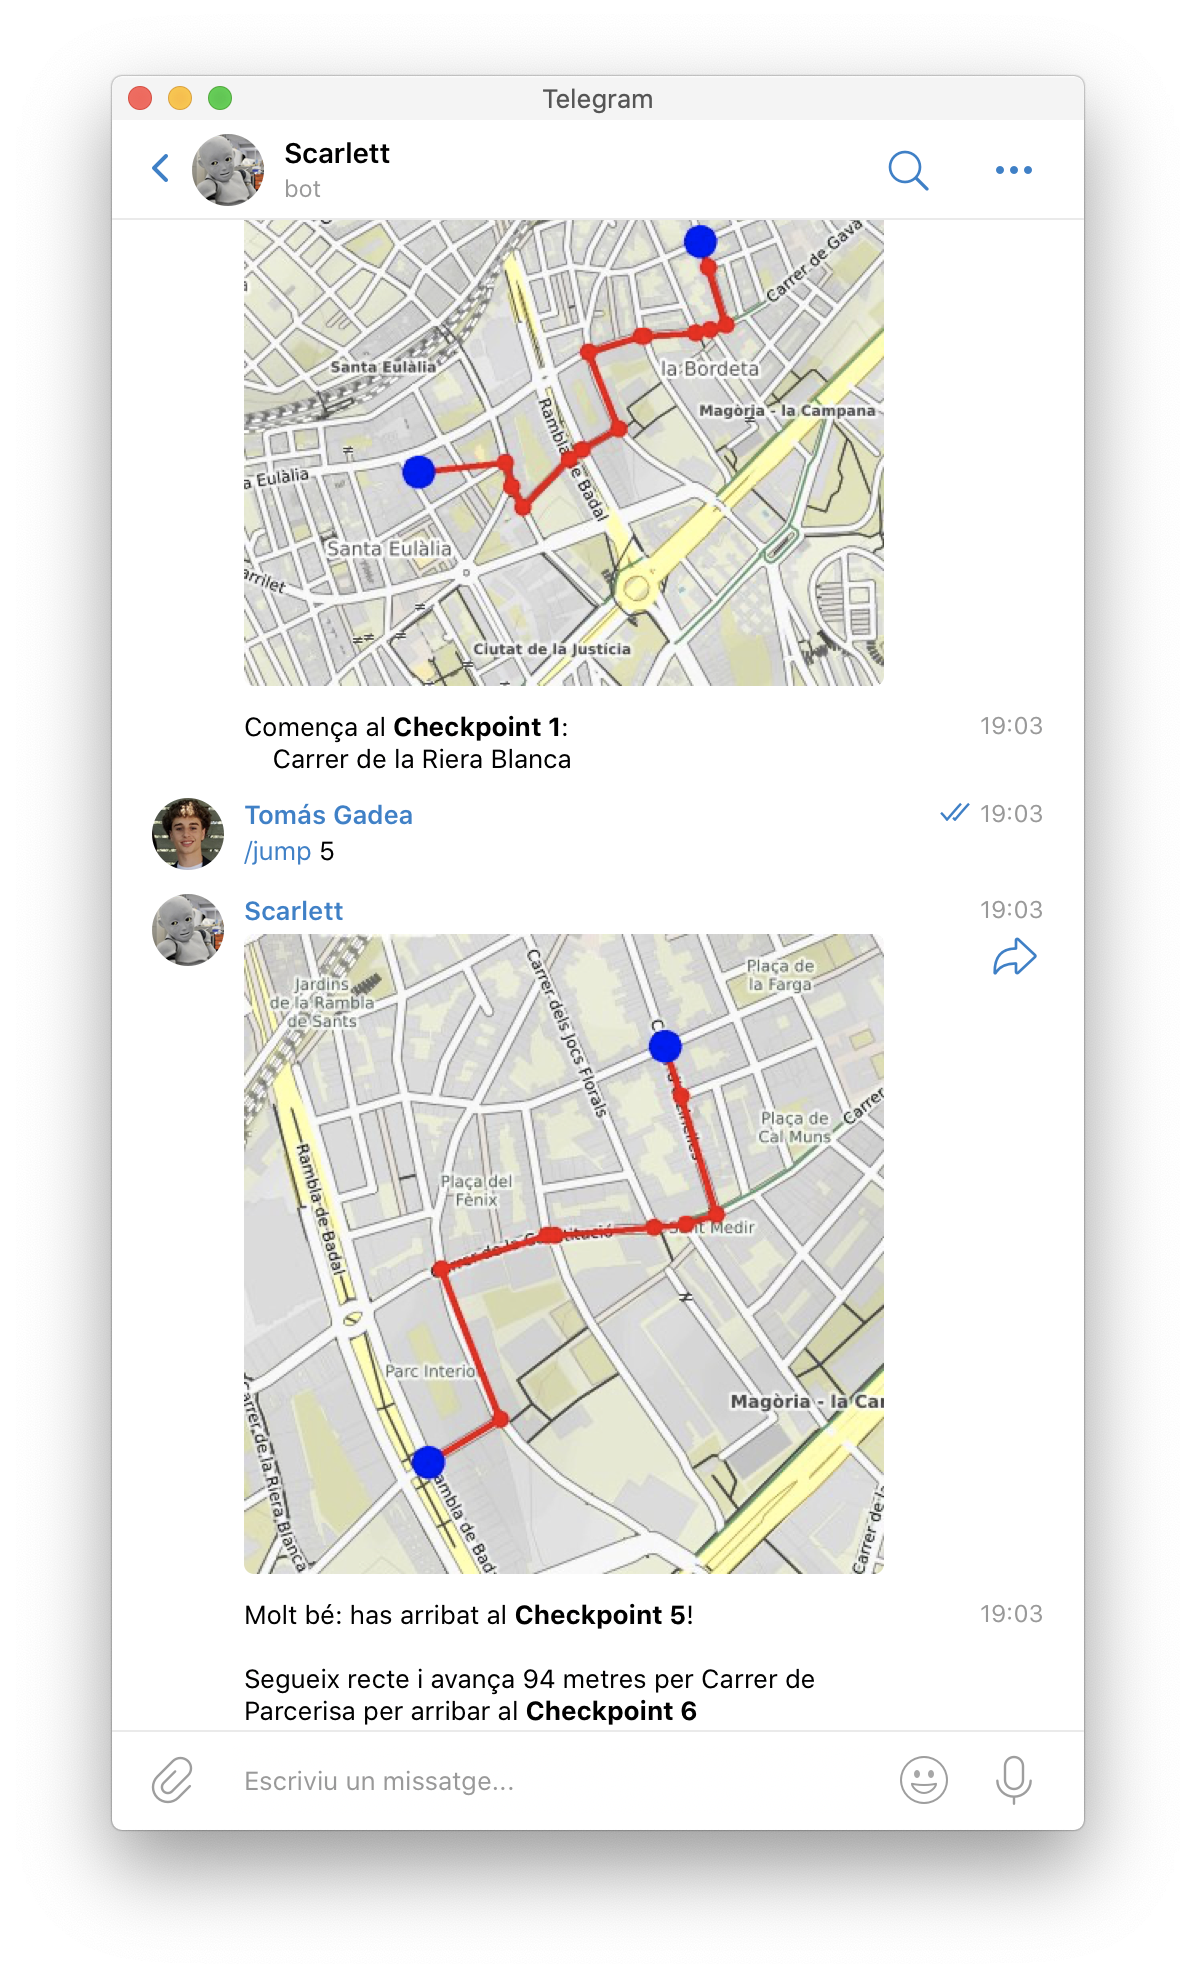 Telegram
Scarlett
bot
Carrer de Gavà
Santa Eulàlia
la Bordeta
Magòria - la Campana
Rambla de Badal
a Eulàlia
Santa Eulàlia
arrilet
Ciutat de la Justícia
Comença al Checkpoint 1:
19:03
Carrer de la Riera Blanca
Tomás Gadea
19:03
/jump 5
Scarlett
19:03
Jardins
de la Rambla
de Sants
Carrer dels Jocs Florals
Plaça de
la Farga
Plaça de
Cal Muns
Carrer
Rambla de Badal
Plaça del
Fènix
Medir
Parc Interio
Magòria - la Ca
Carrer de la Riera Blanca
ambla de Bad
Carrer de la
Molt bé: has arribat al Checkpoint 5!
19:03
Segueix recte i avança 94 metres per Carrer de
Parcerisa per arribar al Checkpoint 6
Escriviu un missatge...